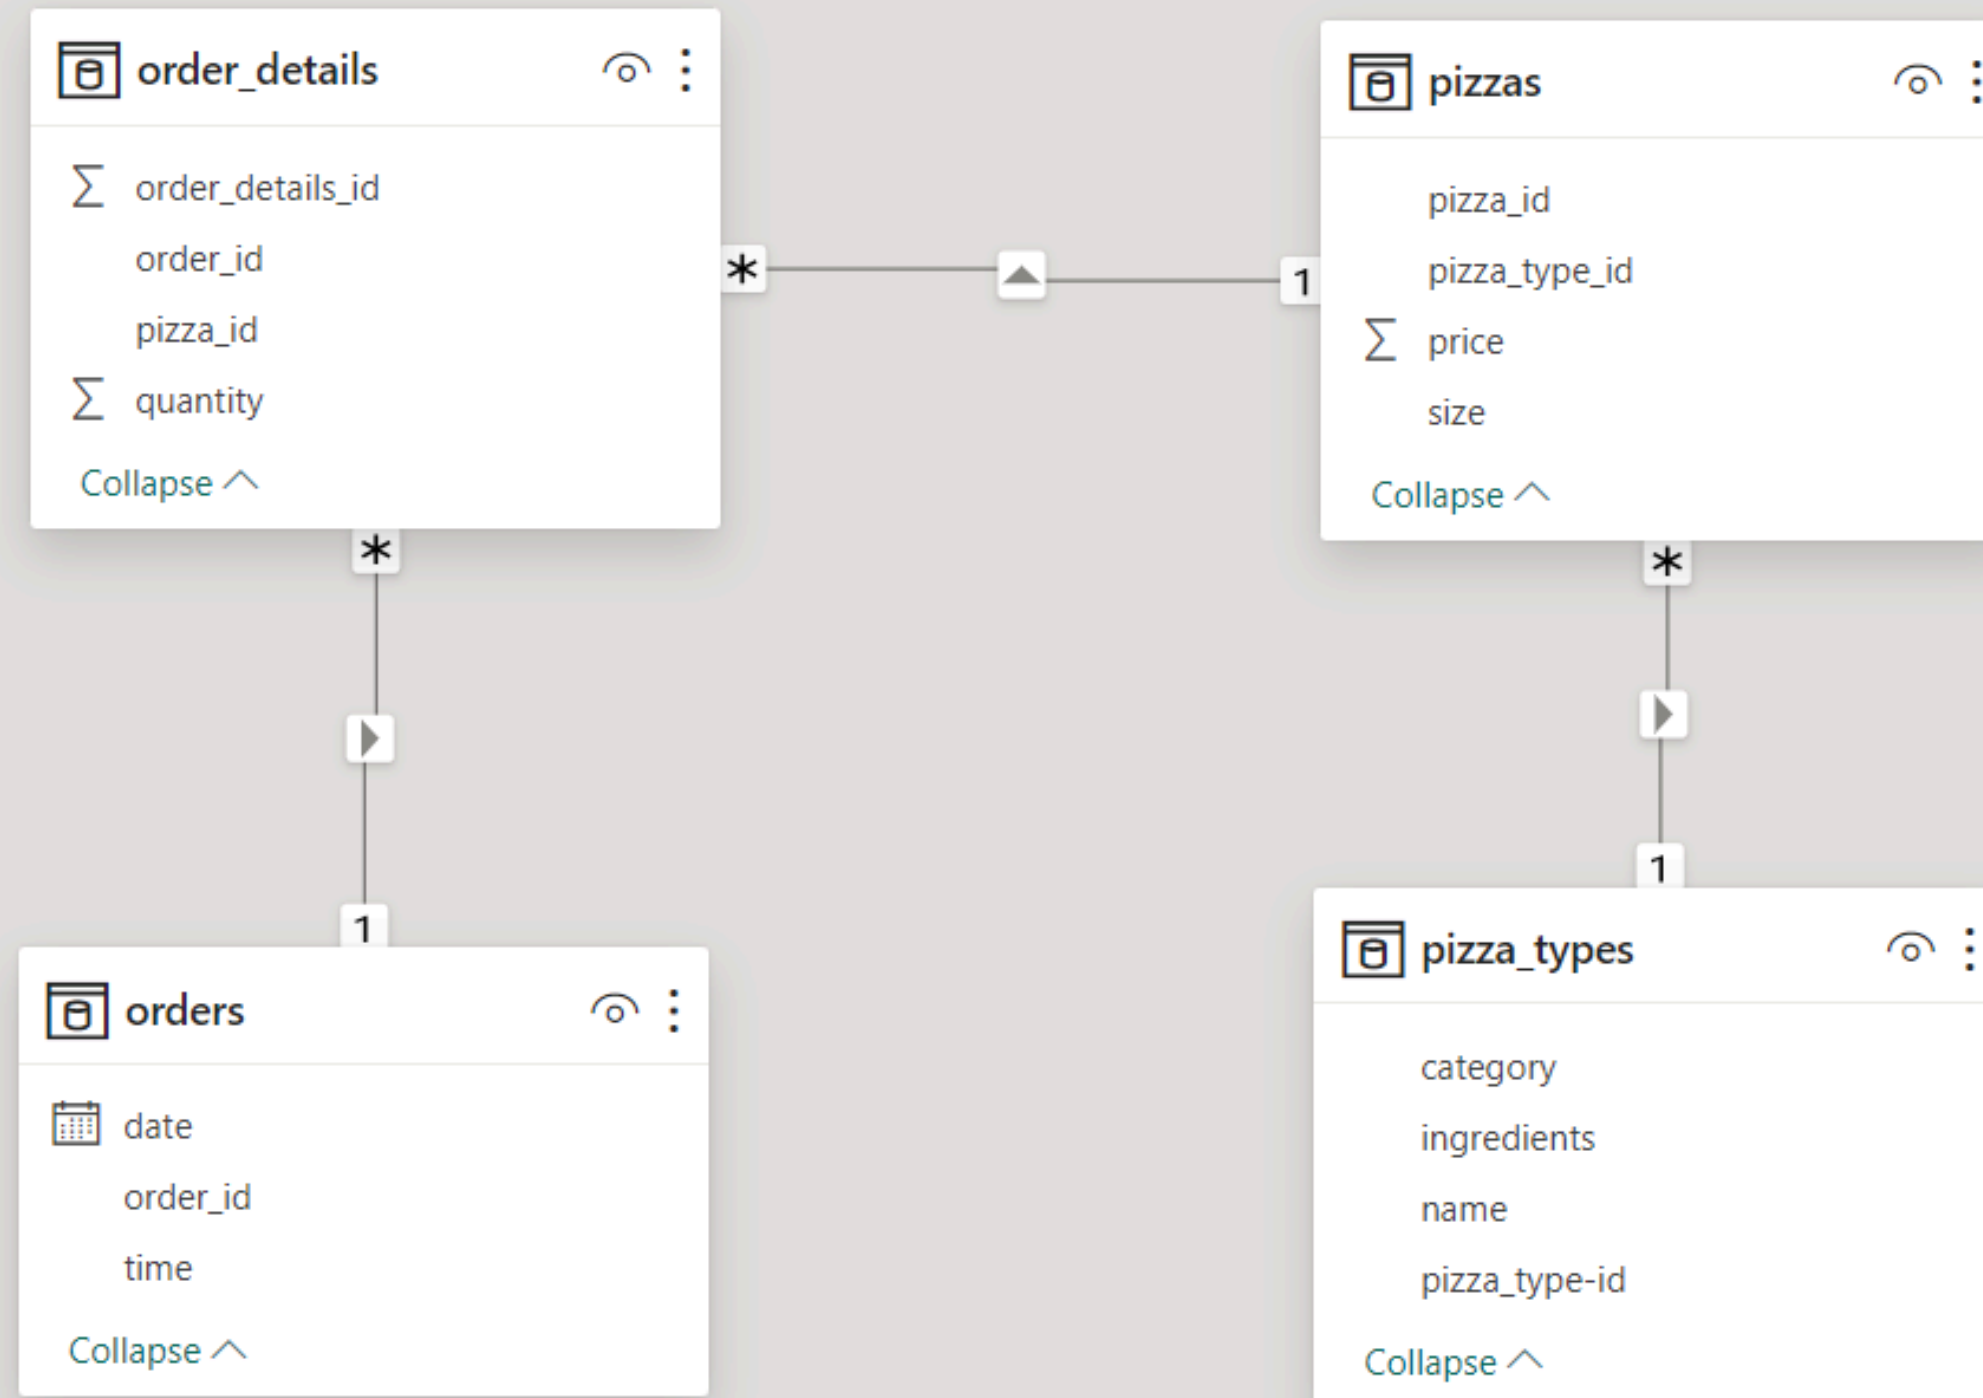 order_details
order_details_id
order_id
pizza_id
quantity
Collapse
*
1
pizzas
pizza_id
pizza_type_id
price
size
Collapse
*
1
*
1
orders
date
order_id
time
Collapse
pizza_types
category
ingredients
name
pizza_type-id
Collapse